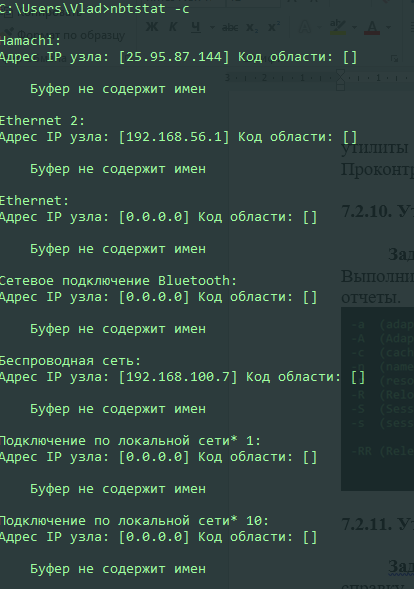 C:\Users\Vlad>nbtstat -c
Hamachi:
Адрес IP узла: [25.95.87.144] Код области: []
Буфер не содержит имен
Ethernet 2:
Адрес IP узла: [192.168.56.1] Код области: []
Буфер не содержит имен
Ethernet:
Адрес IP узла: [0.0.0.0] Код области: []
Буфер не содержит имен
Сетевое подключение Bluetooth:
Адрес IP узла: [0.0.0.0] Код области: []
Буфер не содержит имен
Беспроводная сеть:
Адрес IP узла: [192.168.100.7] Код области: []
Буфер не содержит имен
Подключение по локальной сети* 1:
Адрес IP узла: [0.0.0.0] Код области: []
Буфер не содержит имен
Подключение по локальной сети* 10:
Адрес IP узла: [0.0.0.0] Код области: []
Буфер не содержит имен
по образцу
Ж К Ч abc X₂ X²
утилиты
Проконтр
7.2.10. Ут
Зад
Выполни
отчеты.
-a (adap
-A (Adap
-c (cach
(name
(reso
-R (Relo
-S (Sess
-s (sess
-RR (Rele
7.2.11. Ут
Зад
справку